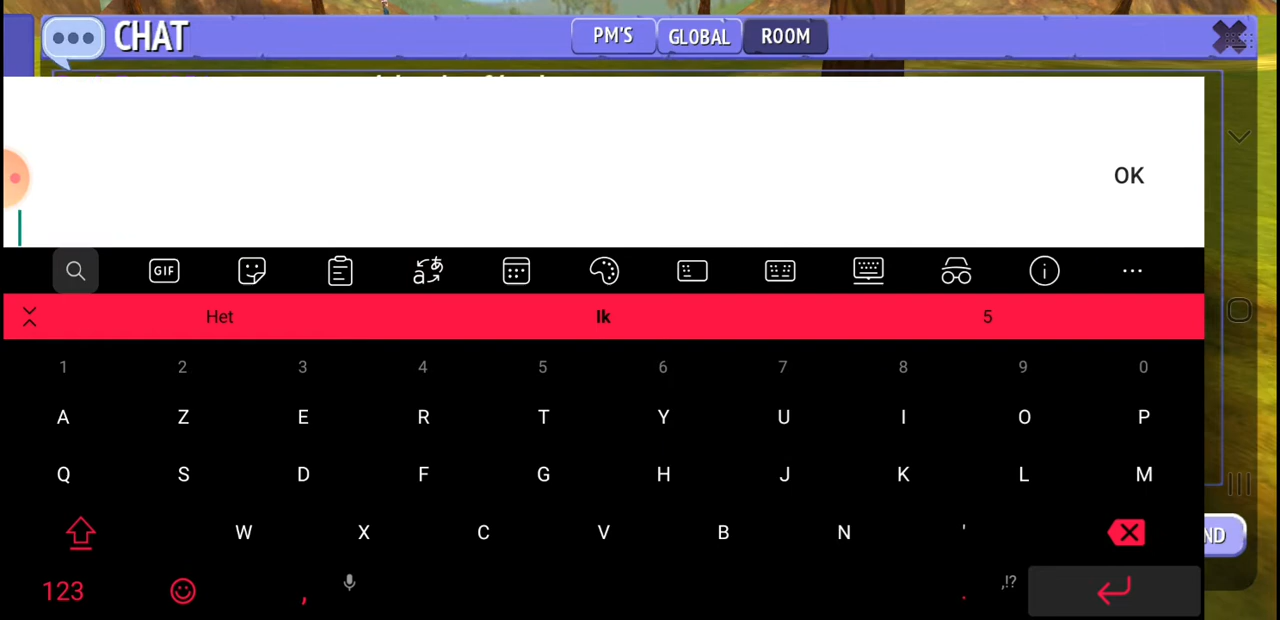 CHAT PM'S GLOBAL ROOM
OK
GIF
Het Ik 5
1 2 3 4 5 6 7 8 9 0
A Z E R T Y U I O P
Q S D F G H J K L M
W X C V B N '
ND
123 , . ,!?